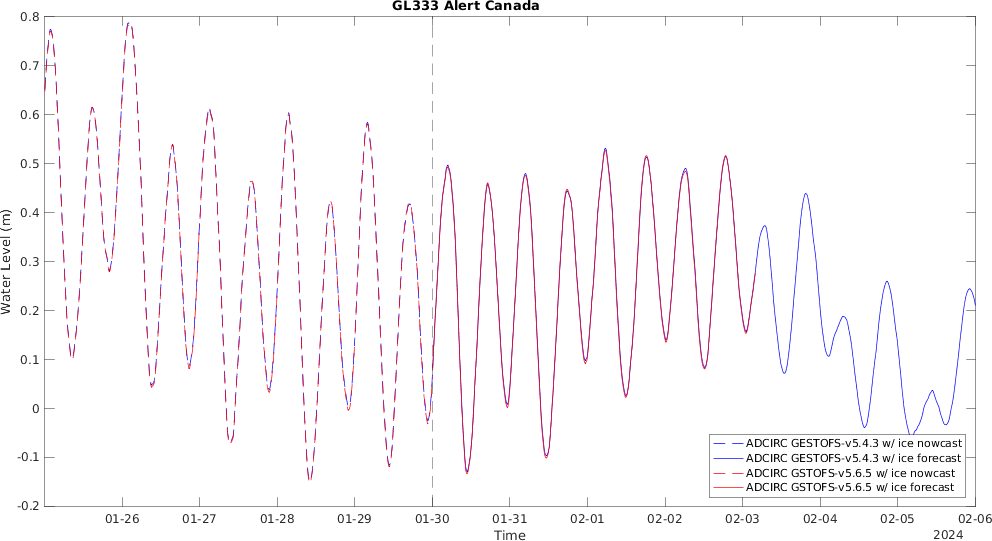 GL333 Alert Canada
0.8
0.7
0.6
0.5
0.4
0.3
0.2
0.1
0
-0.1
-0.2
Water Level (m)
ADCIRC GESTOFS-v5.4.3 w/ ice nowcast
ADCIRC GESTOFS-v5.4.3 w/ ice forecast
ADCIRC GSTOFS-v5.6.5 w/ ice nowcast
ADCIRC GSTOFS-v5.6.5 w/ ice forecast
01-26 01-27 01-28 01-29 01-30 01-31 02-01 02-02 02-03 02-04 02-05 02-06
Time
2024